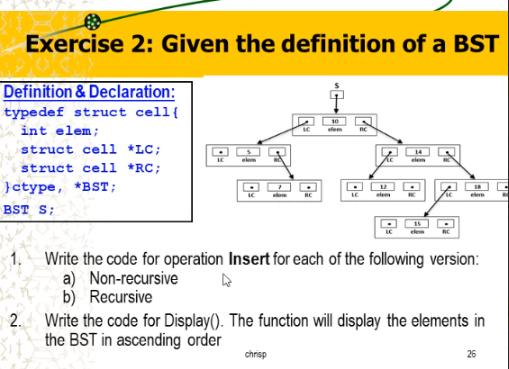 Exercise 2: Given the definition of a BST
Definition & Declaration:
typedef struct cell{
int elem;
struct cell *LC;
struct cell *RC;
}ctype, *BST;
BST S;
S
10
LC elem RC
5
LC elem RC
14
LC elem RC
7
LC elem RC
12
LC elem RC
18
LC elem R
15
LC elem RC
1. Write the code for operation Insert for each of the following version:
a) Non-recursive
b) Recursive
2. Write the code for Display(). The function will display the elements in
the BST in ascending order
chrisp
26